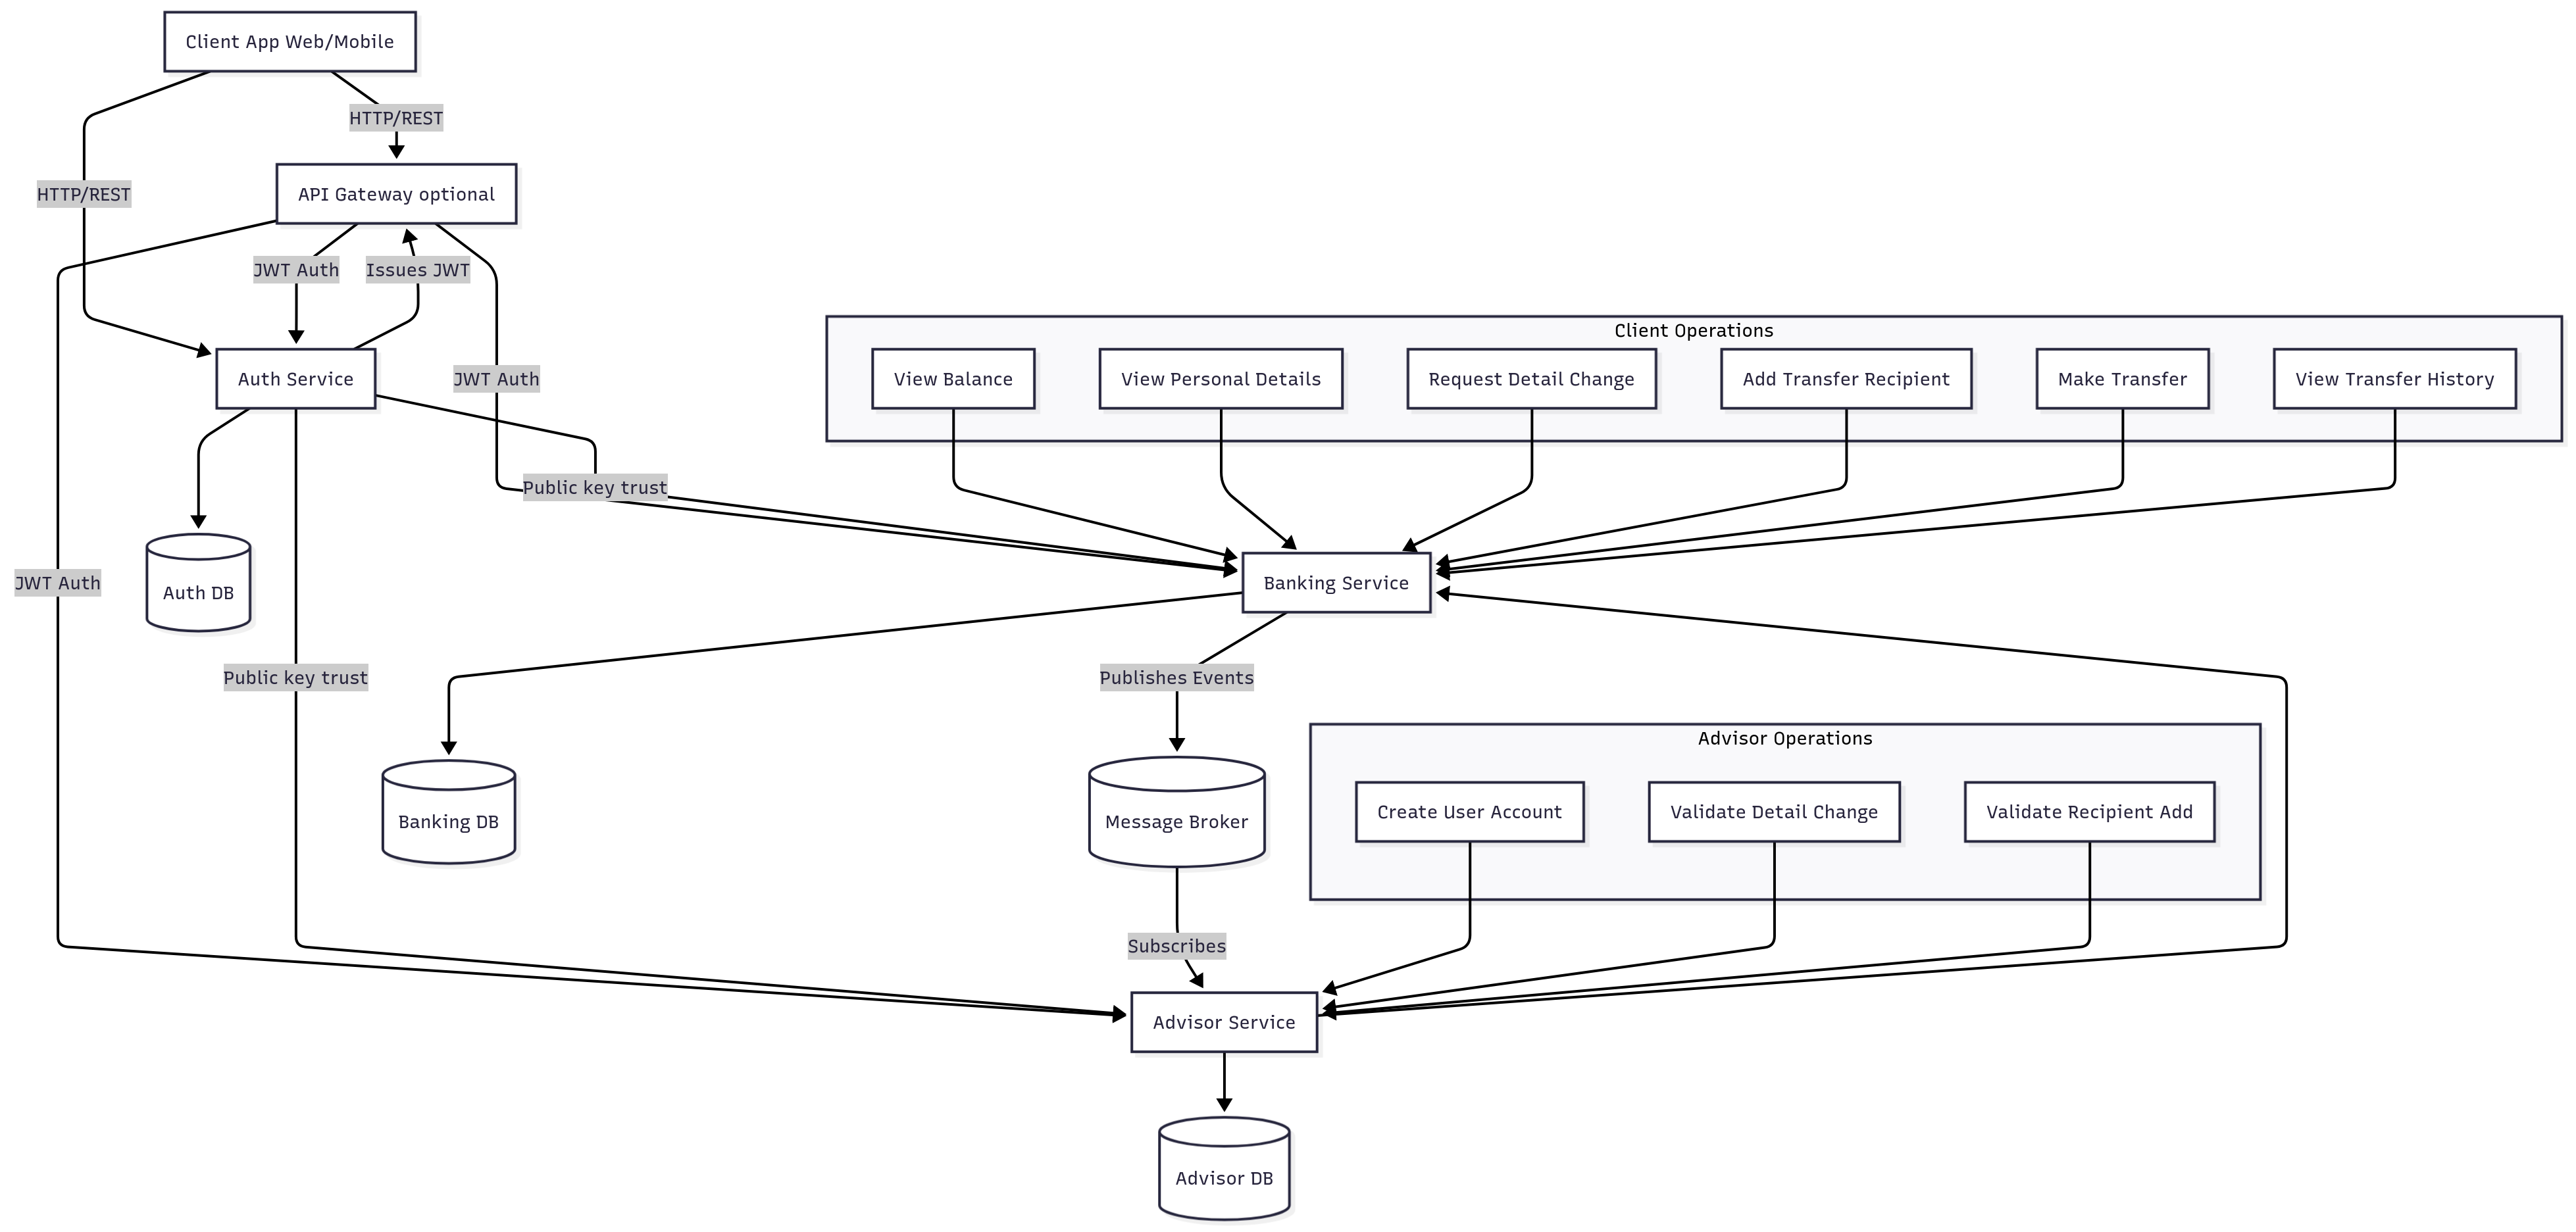 Client App Web/Mobile
HTTP/REST
HTTP/REST
API Gateway optional
JWT Auth
Issues JWT
Client Operations
Auth Service
JWT Auth
View Balance
View Personal Details
Request Detail Change
Add Transfer Recipient
Make Transfer
View Transfer History
Public key trust
JWT Auth
Auth DB
Banking Service
Public key trust
Publishes Events
Advisor Operations
Banking DB
Message Broker
Create User Account
Validate Detail Change
Validate Recipient Add
Subscribes
Advisor Service
Advisor DB